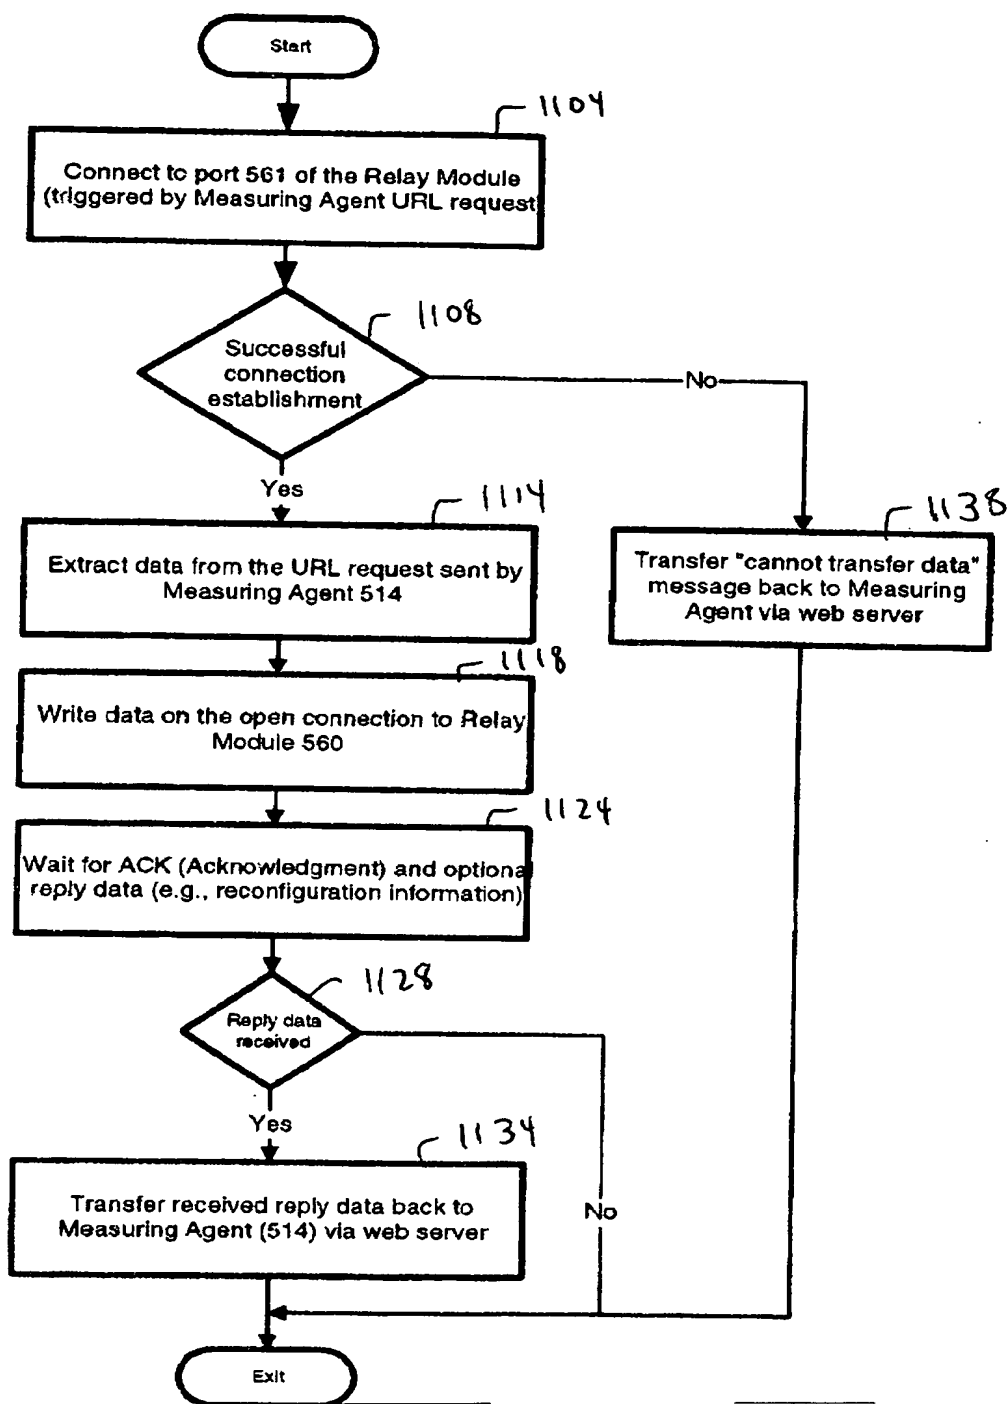 Start
1104
Connect to port 561 of the Relay Module
(triggered by Measuring Agent URL request
1108
Successful
connection
establishment
No
Yes
1114
Extract data from the URL request sent by
Measuring Agent 514
1138
Transfer "cannot transfer data"
message back to Measuring
Agent via web server
1118
Write data on the open connection to Relay
Module 560
1124
Wait for ACK (Acknowledgment) and optional
reply data (e.g., reconfiguration information)
1128
Reply data
received
Yes
1134
Transfer received reply data back to
Measuring Agent (514) via web server
No
Exit